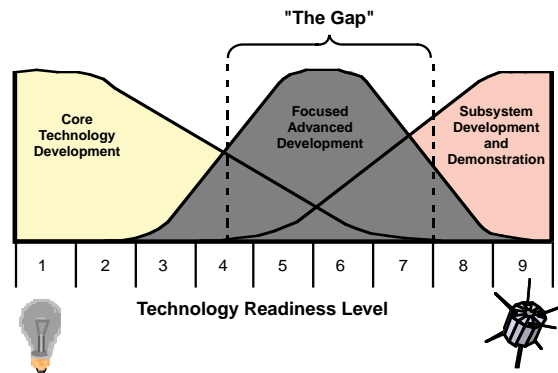 "The Gap"
Core
Technology
Development
Focused
Advanced
Development
Subsystem
Development
and
Demonstration
1 2 3 4 5 6 7 8 9
Technology Readiness Level